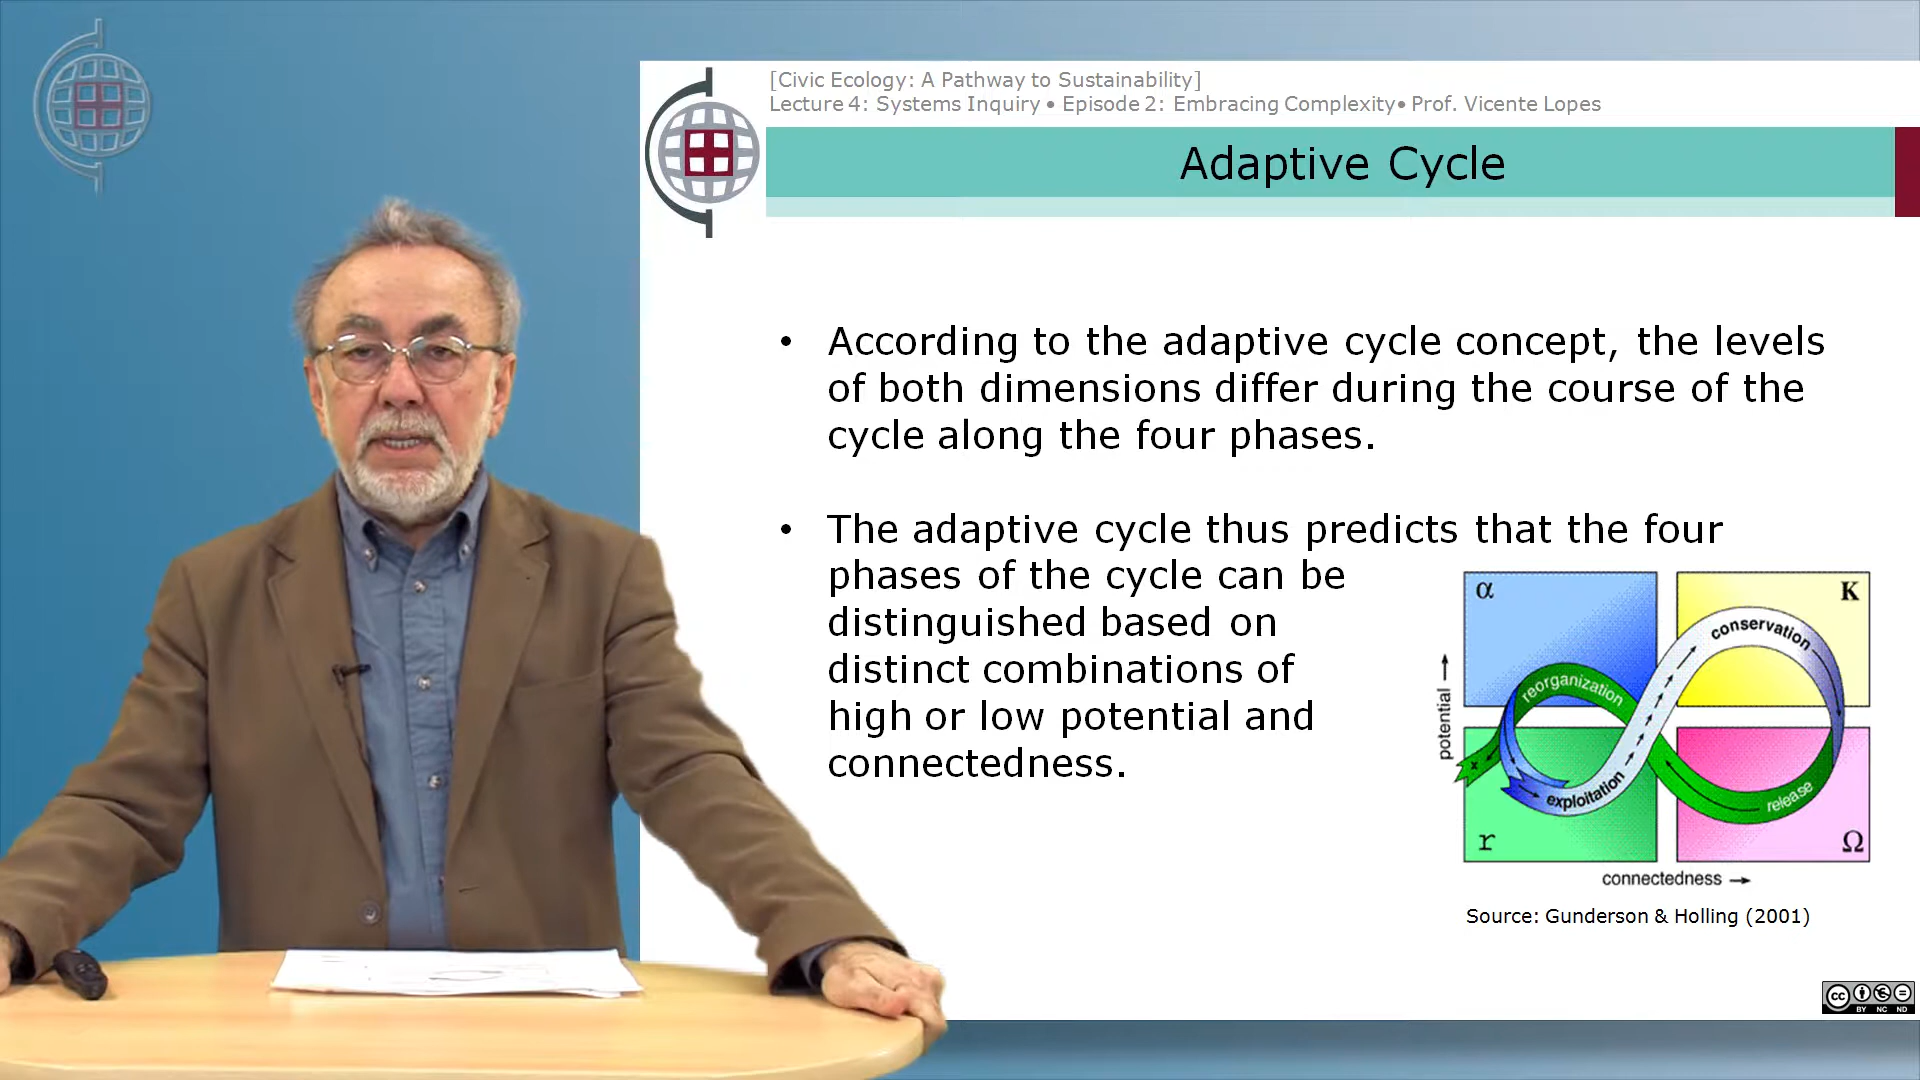 [Civic Ecology: A Pathway to Sustainability]
Lecture 4: Systems Inquiry • Episode 2: Embracing Complexity• Prof. Vicente Lopes
Adaptive Cycle
• According to the adaptive cycle concept, the levels
of both dimensions differ during the course of the
cycle along the four phases.
• The adaptive cycle thus predicts that the four
phases of the cycle can be
distinguished based on
distinct combinations of
high or low potential and
connectedness.
α
K
conservation
reorganization
potential
x
exploitation
release
r
Ω
connectedness
Source: Gunderson & Holling (2001)
cc
BY NC ND